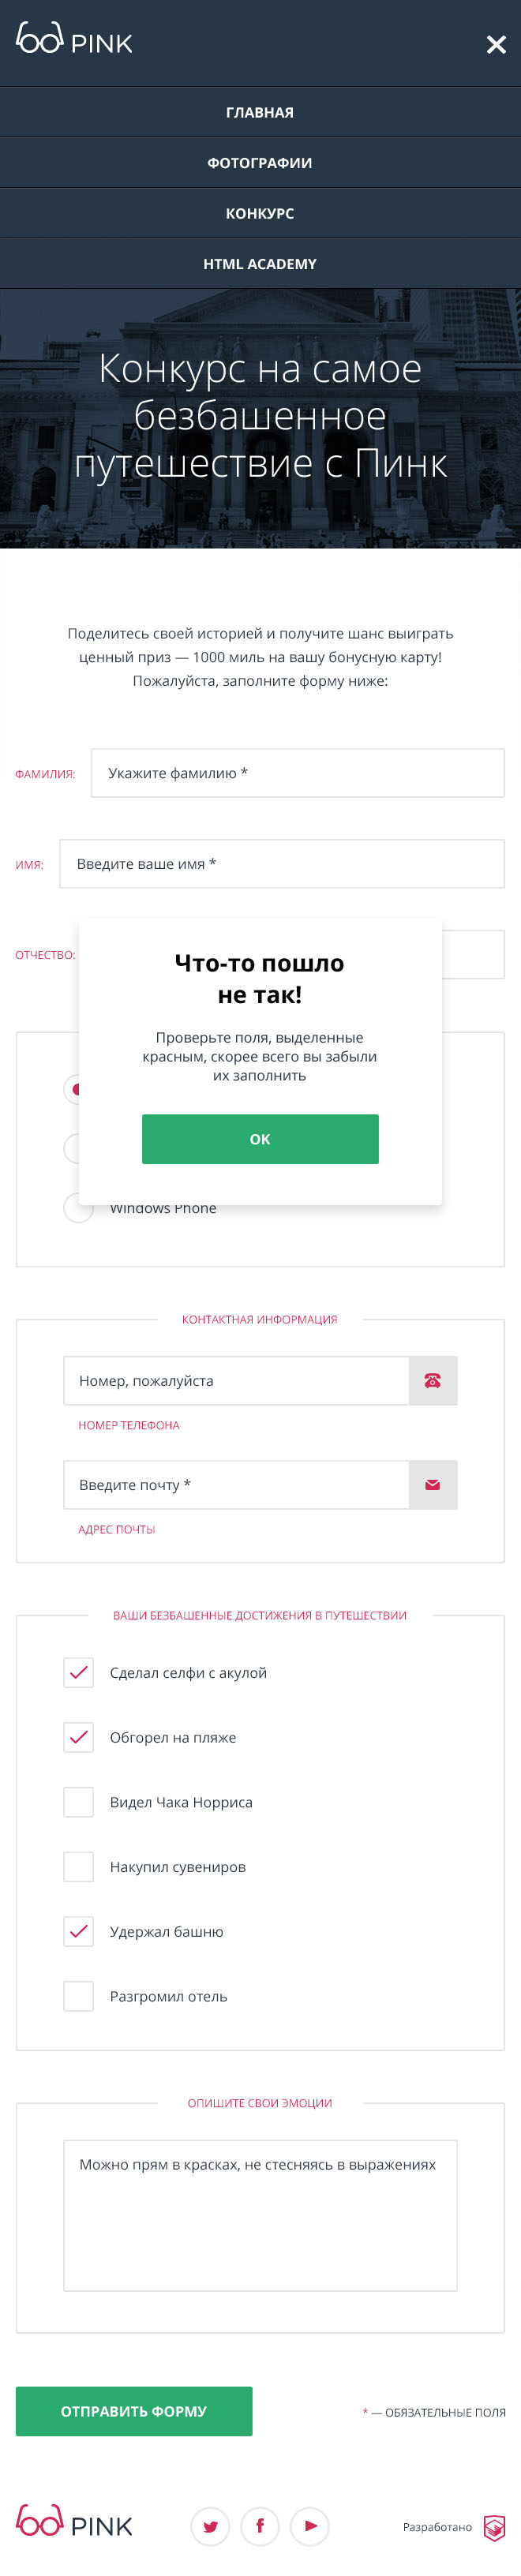 PINK
ГЛАВНАЯ
ФОТОГРАФИИ
КОНКУРС
HTML ACADEMY
Конкурс на самое
безбашенное
путешествие с Пинк
Поделитесь своей историей и получите шанс выиграть
ценный приз — 1000 миль на вашу бонусную карту!
Пожалуйста, заполните форму ниже:
ФАМИЛИЯ:
Укажите фамилию *
ИМЯ:
Введите ваше имя *
ОТЧЕСТВО:
Что-то пошло
не так!
Проверьте поля, выделенные
красным, скорее всего вы забыли
их заполнить
OK
Windows Phone
КОНТАКТНАЯ ИНФОРМАЦИЯ
Номер, пожалуйста
НОМЕР ТЕЛЕФОНА
Введите почту *
АДРЕС ПОЧТЫ
ВАШИ БЕЗБАШЕННЫЕ ДОСТИЖЕНИЯ В ПУТЕШЕСТВИИ
Сделал селфи с акулой
Обгорел на пляже
Видел Чака Норриса
Накупил сувениров
Удержал башню
Разгромил отель
ОПИШИТЕ СВОИ ЭМОЦИИ
Можно прям в красках, не стесняясь в выражениях
ОТПРАВИТЬ ФОРМУ
* — ОБЯЗАТЕЛЬНЫЕ ПОЛЯ
PINK
Разработано